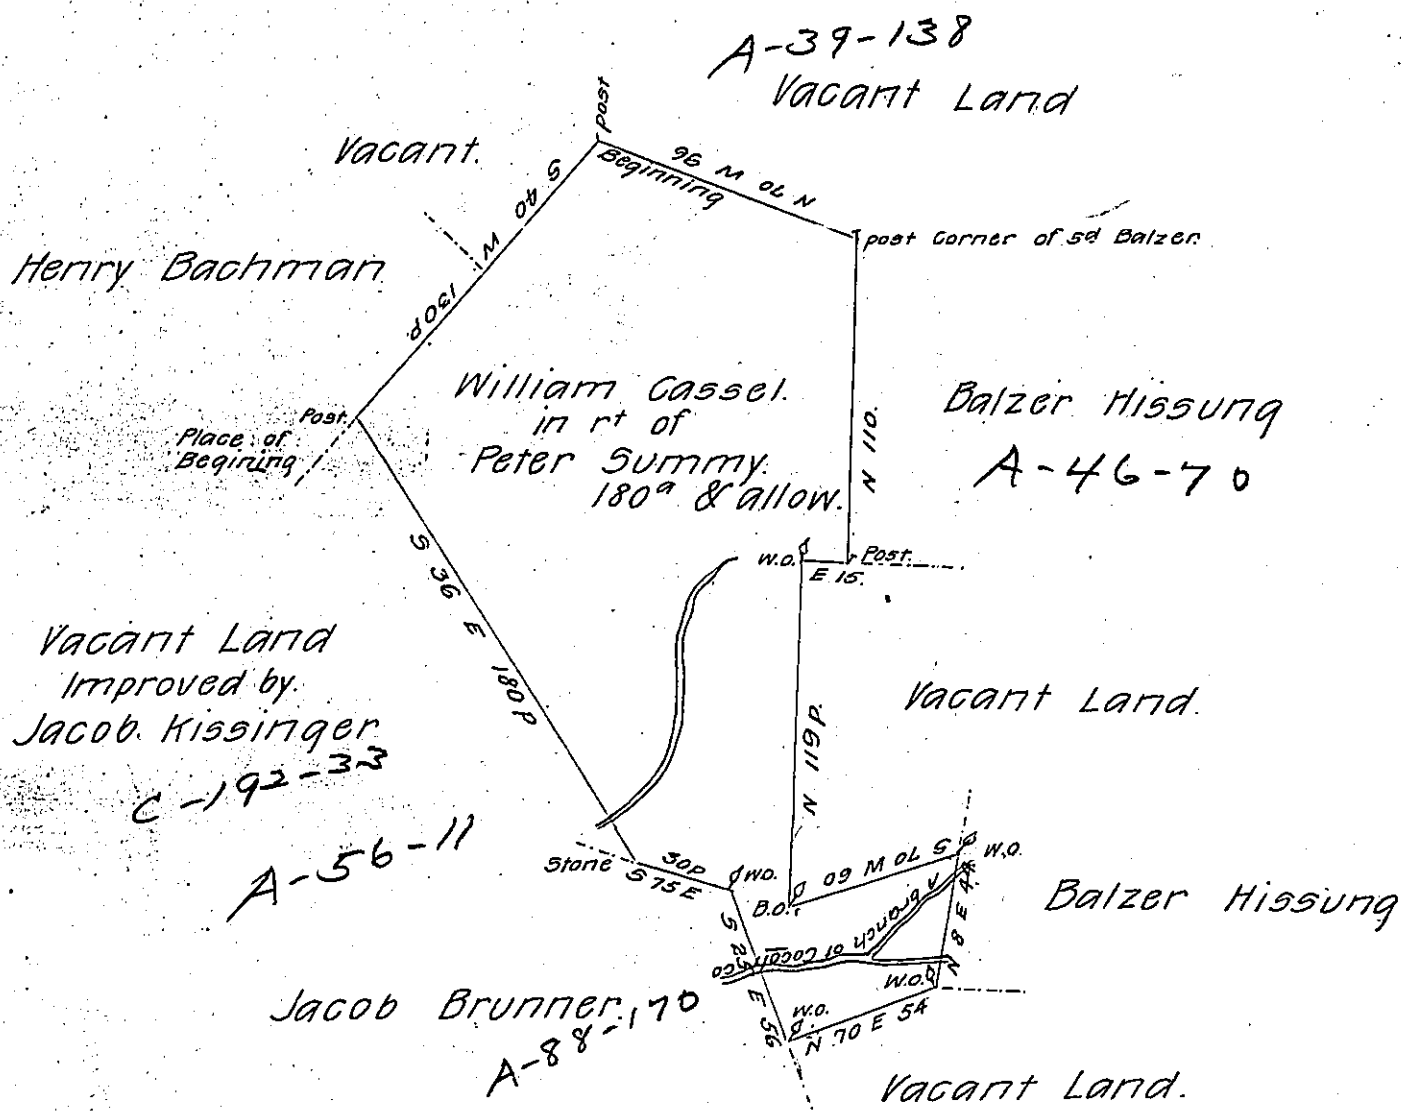 A-39-138
Vacant Land
post
Vacant.
Beginning
N 70 W 96
S 40 W 130P.
post Corner of sd Balzer.
Henry Bachman
William Cassel.
in rt of
Peter Summy.
180a & allow.
Balzer Hissung
A-46-70
N 110.
Post.
Place of
Begining
W.O.
E 15.
Post.
S 36 E 180P
Vacant Land
Improved by.
Jacob Kissinger
C-192-33
A-56-11
Vacant Land.
N 119P.
Stone
S 75 E
30P
W.O.
B.O.
S 70 W 60
W.O.
Balzer Hissung
A branch of Cocolico
S 25 E 56
W.O.
W.O.
N 70 E 54
Jacob Brunner.
A-88-170
Vacant Land.